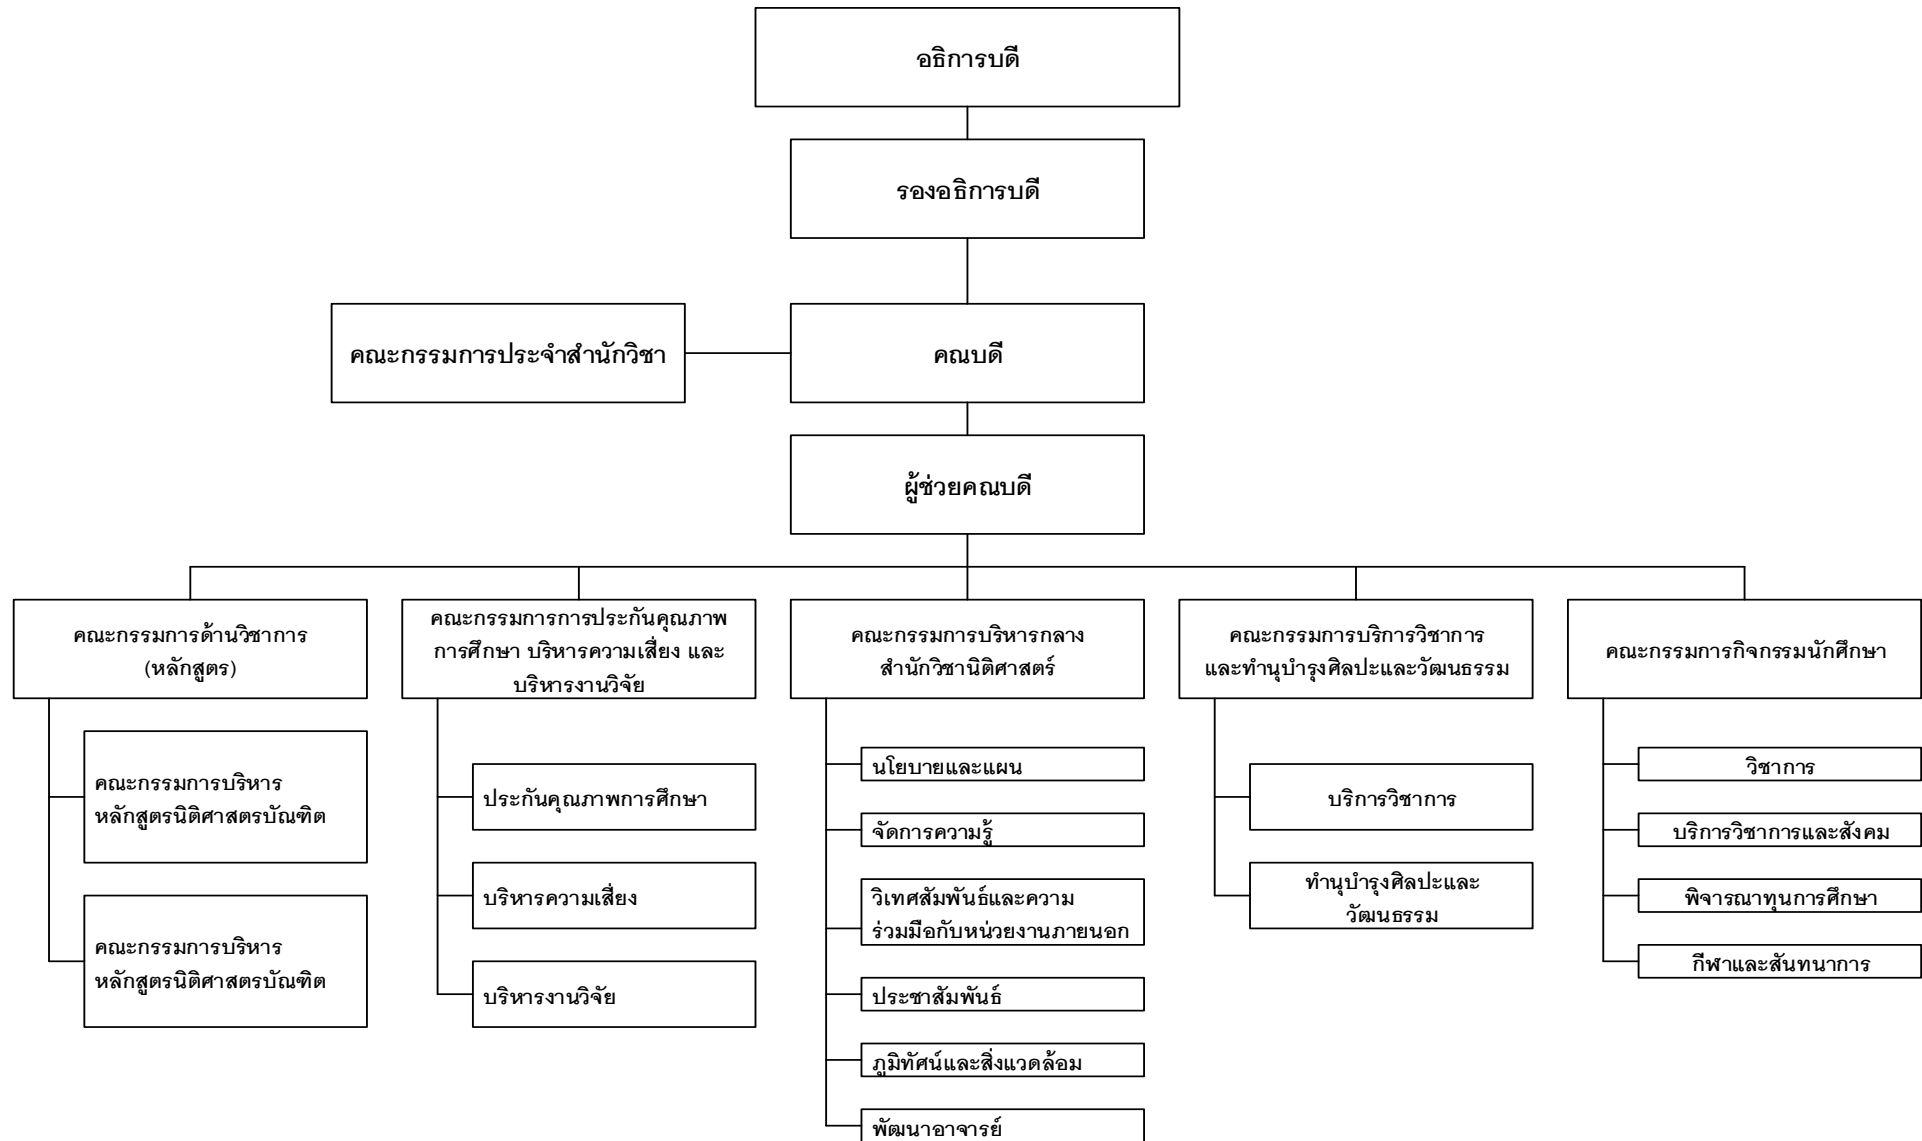 อธิการบดี
รองอธิการบดี
คณะกรรมการประจำสำนักวิชา
คณบดี
ผู้ช่วยคณบดี
คณะกรรมการด้านวิชาการ
(หลักสูตร)
คณะกรรมการบริหาร
หลักสูตรนิติศาสตรบัณฑิต
คณะกรรมการบริหาร
หลักสูตรนิติศาสตรบัณฑิต
คณะกรรมการการประกันคุณภาพ
การศึกษา บริหารความเสี่ยง และ
บริหารงานวิจัย
ประกันคุณภาพการศึกษา
บริหารความเสี่ยง
บริหารงานวิจัย
คณะกรรมการบริหารกลาง
สำนักวิชานิติศาสตร์
นโยบายและแผน
จัดการความรู้
วิเทศสัมพันธ์และความ
ร่วมมือกับหน่วยงานภายนอก
ประชาสัมพันธ์
ภูมิทัศน์และสิ่งแวดล้อม
พัฒนาอาจารย์
คณะกรรมการบริการวิชาการ
และทำนุบำรุงศิลปะและวัฒนธรรม
บริการวิชาการ
ทำนุบำรุงศิลปะและ
วัฒนธรรม
คณะกรรมการกิจกรรมนักศึกษา
วิชาการ
บริการวิชาการและสังคม
พิจารณาทุนการศึกษา
กีฬาและสันทนาการ